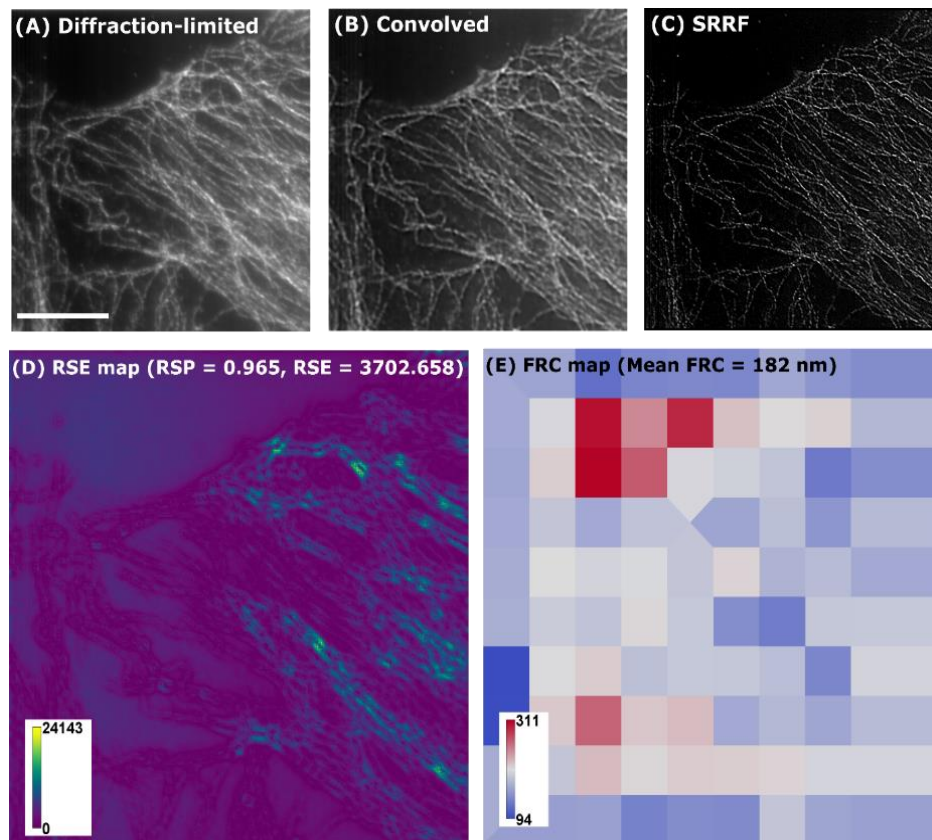 (A) Diffraction-limited
(B) Convolved
(C) SRRF
(D) RSE map (RSP = 0.965, RSE = 3702.658)
(E) FRC map (Mean FRC = 182 nm)
24143
0
311
94